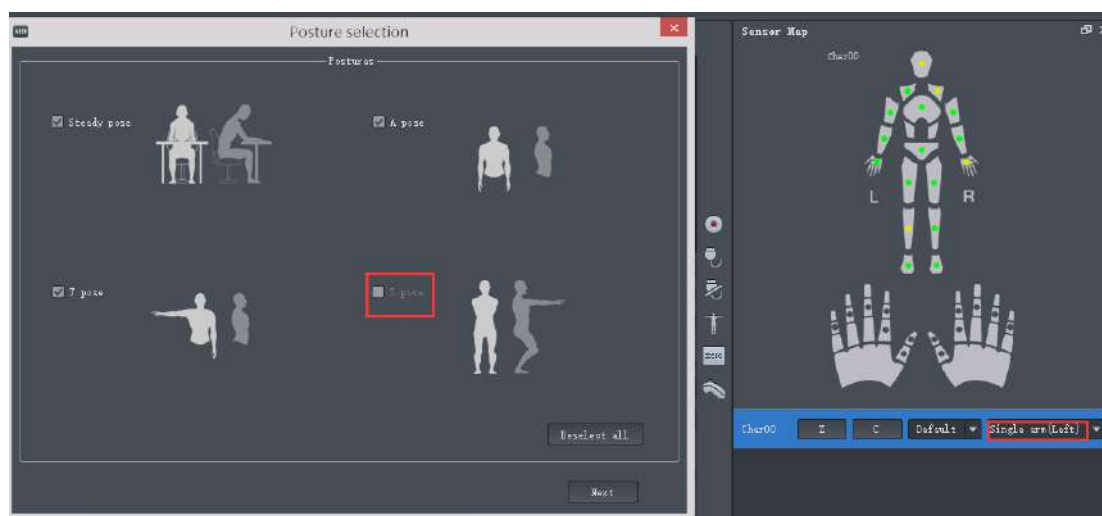 Posture selection
Postures
Steady pose
A pose
T pose
S pose
Deselect all
Next
Sensor Map
Char00
L
R
ZERO
Char00
Z
C
Default
Single arm(Left)